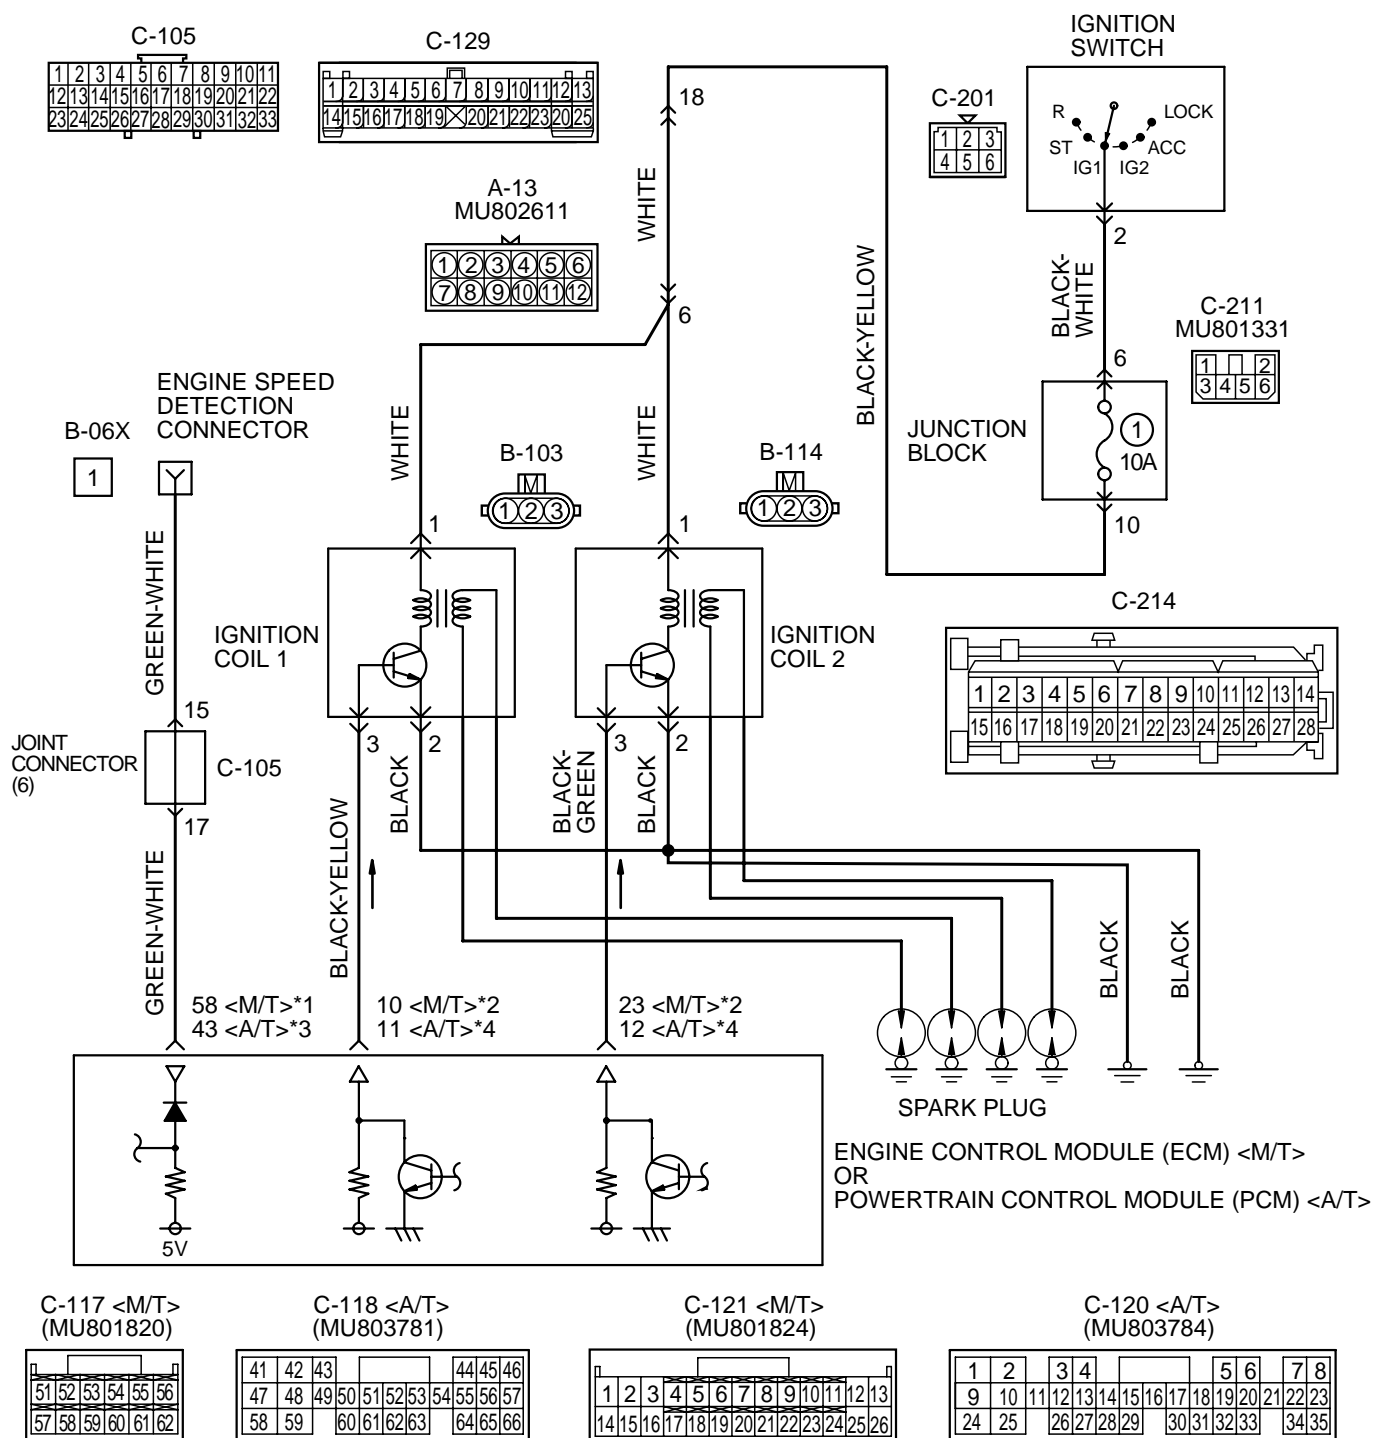 C-105
1 2 3 4 5 6 7 8 9 10 11
12 13 14 15 16 17 18 19 20 21 22
23 24 25 26 27 28 29 30 31 32 33
C-129
1 2 3 4 5 6 7 8 9 10 11 12 13
14 15 16 17 18 19 20 21 22 23 20 25
A-13
MU802611
1 2 3 4 5 6
7 8 9 10 11 12
18
WHITE
6
BLACK-YELLOW
C-201
1 2 3
4 5 6
IGNITION
SWITCH
R
LOCK
ST
ACC
IG1
IG2
2
BLACK-
WHITE
C-211
MU801331
1 2
3 4 5 6
6
JUNCTION
BLOCK
1
10A
10
B-06X
1
ENGINE SPEED
DETECTION
CONNECTOR
GREEN-WHITE
WHITE
WHITE
B-103
1 2 3
B-114
1 2 3
1
1
IGNITION
COIL 1
IGNITION
COIL 2
C-214
1 2 3 4 5 6 7 8 9 10 11 12 13 14
15 16 17 18 19 20 21 22 23 24 25 26 27 28
15
JOINT
CONNECTOR
(6)
C-105
17
GREEN-WHITE
3
2
BLACK-YELLOW
BLACK
3
2
BLACK-
GREEN
BLACK
BLACK
BLACK
58 <M/T>*1
43 <A/T>*3
10 <M/T>*2
11 <A/T>*4
23 <M/T>*2
12 <A/T>*4
SPARK PLUG
5V
ENGINE CONTROL MODULE (ECM) <M/T>
OR
POWERTRAIN CONTROL MODULE (PCM) <A/T>
C-117 <M/T>
(MU801820)
51 52 53 54 55 56
57 58 59 60 61 62
C-118 <A/T>
(MU803781)
41 42 43 44 45 46
47 48 49 50 51 52 53 54 55 56 57
58 59 60 61 62 63 64 65 66
C-121 <M/T>
(MU801824)
1 2 3 4 5 6 7 8 9 10 11 12 13
14 15 16 17 18 19 20 21 22 23 24 25 26
C-120 <A/T>
(MU803784)
1 2 3 4 5 6 7 8
9 10 11 12 13 14 15 16 17 18 19 20 21 22 23
24 25 26 27 28 29 30 31 32 33 34 35